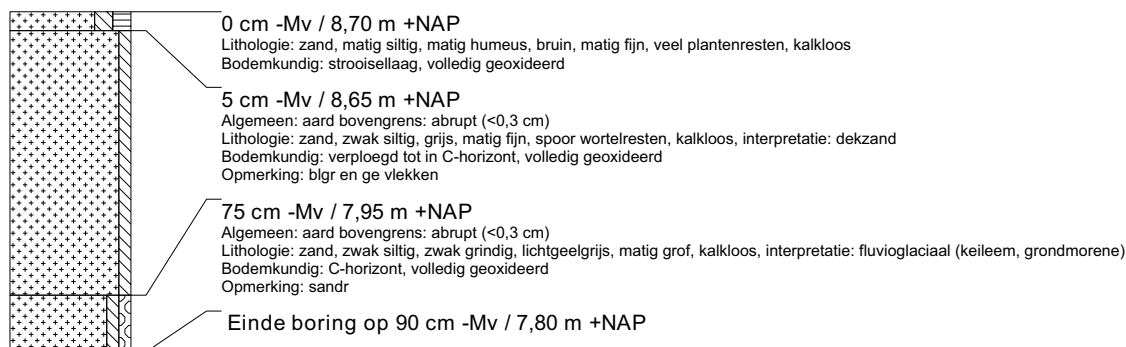 0 cm -Mv / 8,70 m +NAP
Lithologie: zand, matig siltig, matig humeus, bruin, matig fijn, veel plantenresten, kalkloos
Bodemkundig: strooisellaag, volledig geoxideerd
5 cm -Mv / 8,65 m +NAP
Algemeen: aard bovengrens: abrupt (<0,3 cm)
Lithologie: zand, zwak siltig, grijs, matig fijn, spoor wortelresten, kalkloos, interpretatie: dekzand
Bodemkundig: verploegd tot in C-horizont, volledig geoxideerd
Opmerking: blgr en ge vlekken
75 cm -Mv / 7,95 m +NAP
Algemeen: aard bovengrens: abrupt (<0,3 cm)
Lithologie: zand, zwak siltig, zwak grindig, lichtgeelgrijs, matig grof, kalkloos, interpretatie: fluvioglaciaal (keileem, grondmorene)
Bodemkundig: C-horizont, volledig geoxideerd
Opmerking: sandr
Einde boring op 90 cm -Mv / 7,80 m +NAP